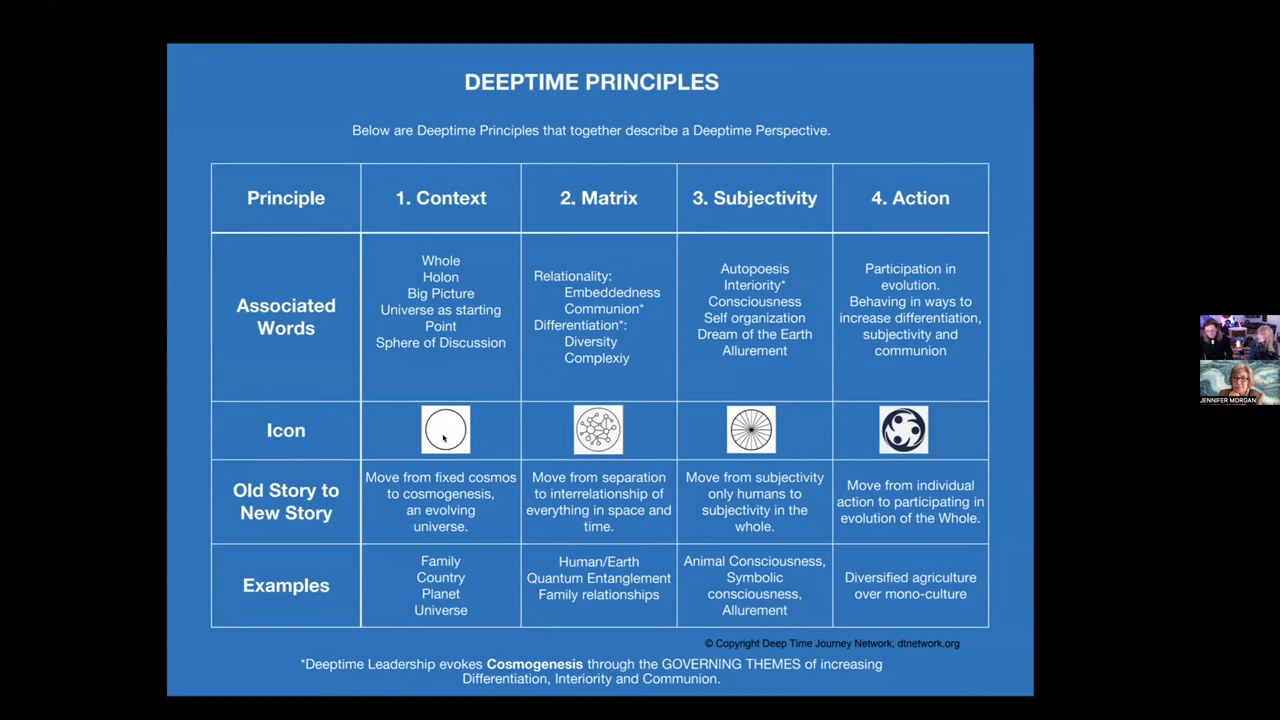 DEEPTIME PRINCIPLES
Below are Deeptime Principles that together describe a Deeptime Perspective.
Principle
1. Context
2. Matrix
3. Subjectivity
4. Action
Associated
Words
Whole
Holon
Big Picture
Universe as starting
Point
Sphere of Discussion
Relationality:
Embeddedness
Communion*
Differentiation*:
Diversity
Complexiy
Autopoesis
Interiority*
Consciousness
Self organization
Dream of the Earth
Allurement
Participation in
evolution.
Behaving in ways to
increase differentiation,
subjectivity and
communion
Icon
Old Story to
New Story
Move from fixed cosmos
to cosmogenesis,
an evolving
universe.
Move from separation
to interrelationship of
everything in space and
time.
Move from subjectivity
only humans to
subjectivity in the
whole.
Move from individual
action to participating in
evolution of the Whole.
Examples
Family
Country
Planet
Universe
Human/Earth
Quantum Entanglement
Family relationships
Animal Consciousness,
Symbolic
consciousness,
Allurement
Diversified agriculture
over mono-culture
© Copyright Deep Time Journey Network, dtnetwork.org
*Deeptime Leadership evokes Cosmogenesis through the GOVERNING THEMES of increasing
Differentiation, Interiority and Communion.
JENNIFER MORGAN